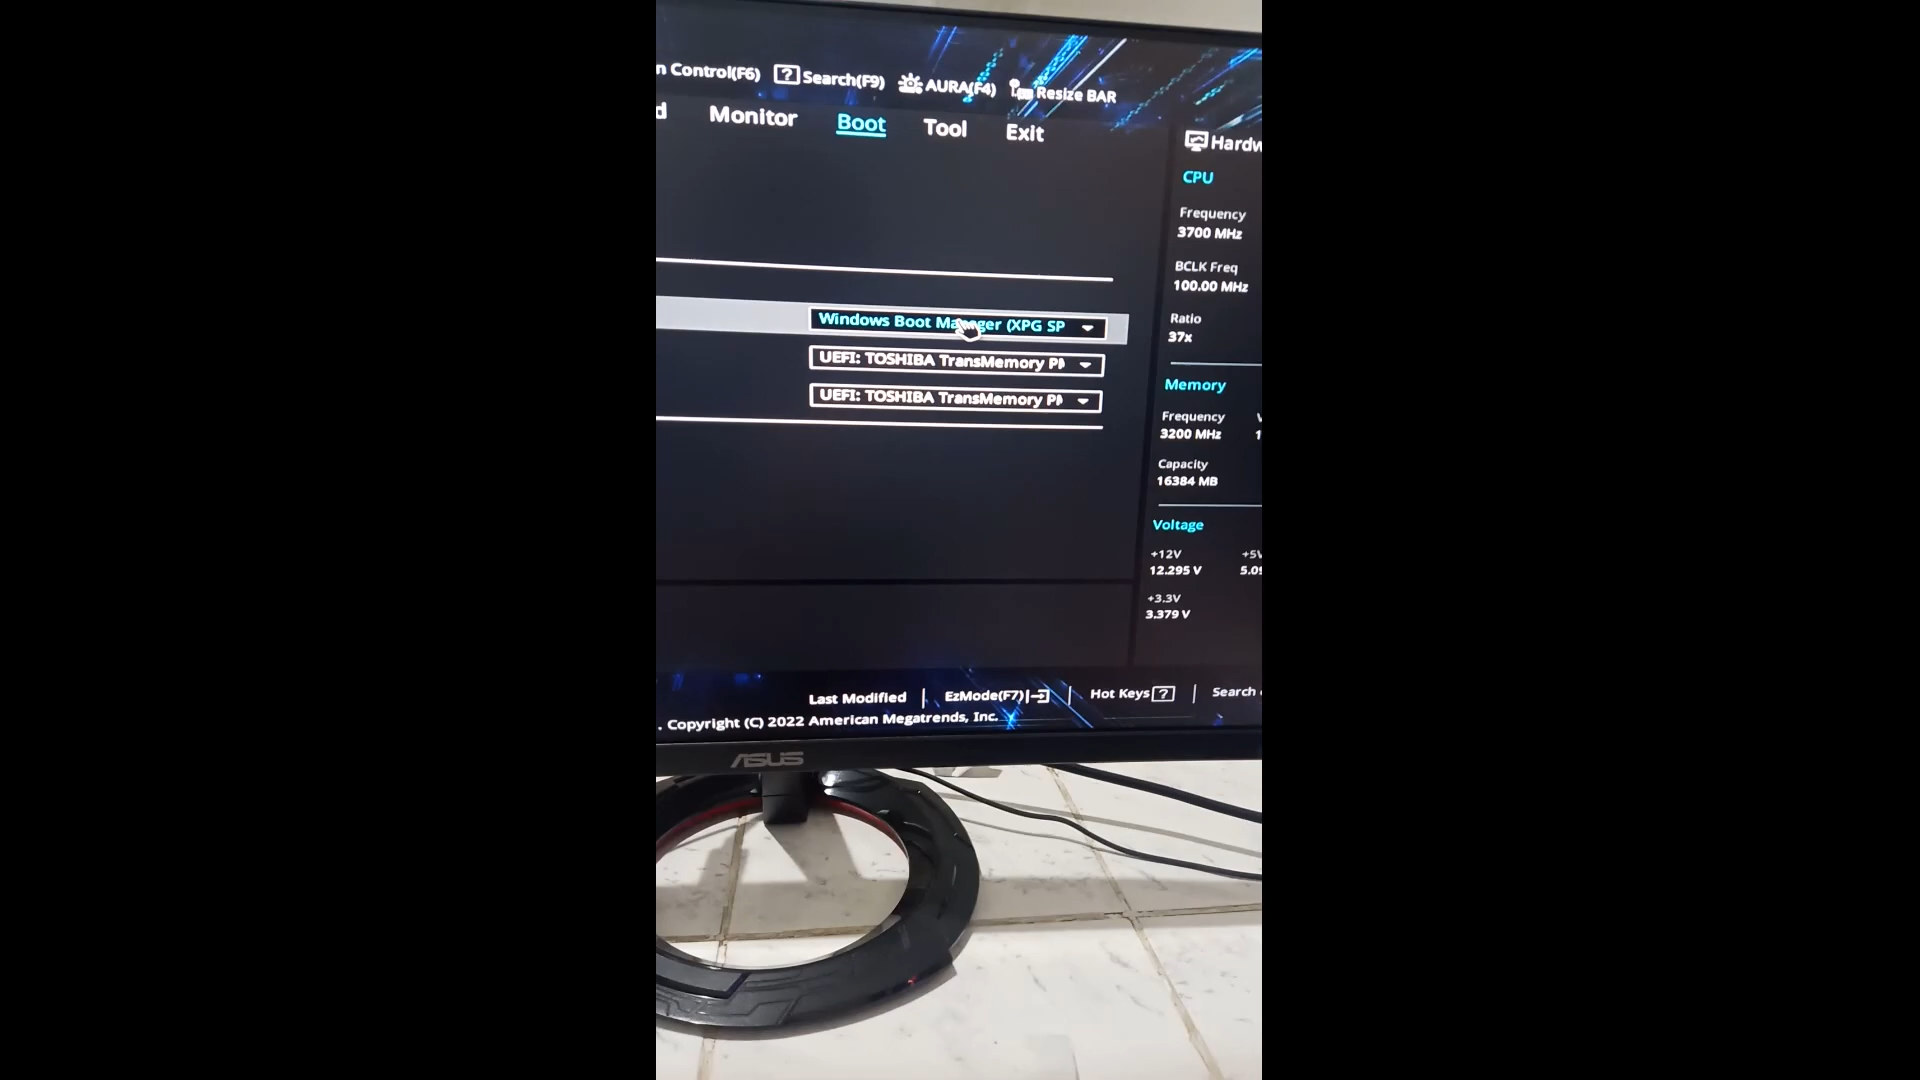 n Control(F6) ? Search(F9) AURA(F4) Resize BAR
d Monitor Boot Tool Exit
Hardw
CPU
Frequency
3700 MHz
BCLK Freq
100.00 MHz
Ratio
37x
Windows Boot Manager (XPG SP
UEFI: TOSHIBA TransMemory P
UEFI: TOSHIBA TransMemory P
Memory
Frequency
3200 MHz
Capacity
16384 MB
Voltage
+12V +5V
12.295 V 5.0
+3.3V
3.379 V
Last Modified | EzMode(F7) | Hot Keys ? | Search
. Copyright (C) 2022 American Megatrends, Inc.
ASUS